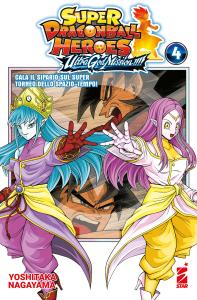 SUPER
DRAGONBALL
HEROES
Ultra God Mission!!!!
4
CALA IL SIPARIO SUL SUPER
TORNEO DELLO SPAZIO-TEMPO!
YOSHITAKA
NAGAYAMA
STAR